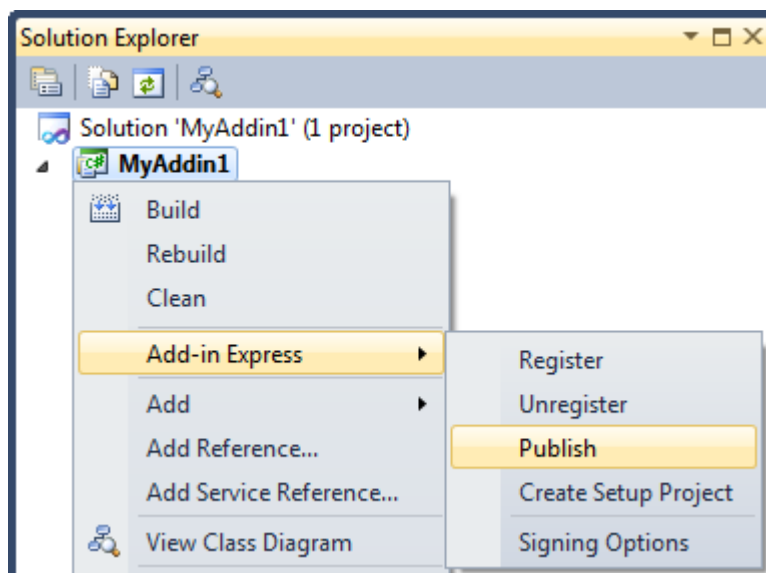 Solution Explorer
Solution 'MyAddin1' (1 project)
MyAddin1
Build
Rebuild
Clean
Add-in Express
Add
Add Reference...
Add Service Reference...
View Class Diagram
Register
Unregister
Publish
Create Setup Project
Signing Options